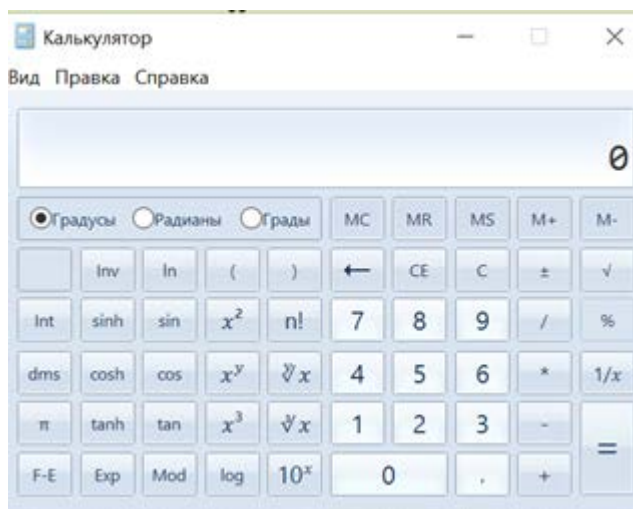 Калькулятор
Вид Правка Справка
0
Градусы Радианы Грады MC MR MS M+ M-
Inv ln ( ) ← CE C ± √
Int sinh sin x² n! 7 8 9 / %
dms cosh cos xʸ ʸ√x 4 5 6 * 1/x
π tanh tan x³ ∛x 1 2 3 - =
F-E Exp Mod log 10ˣ 0 . +